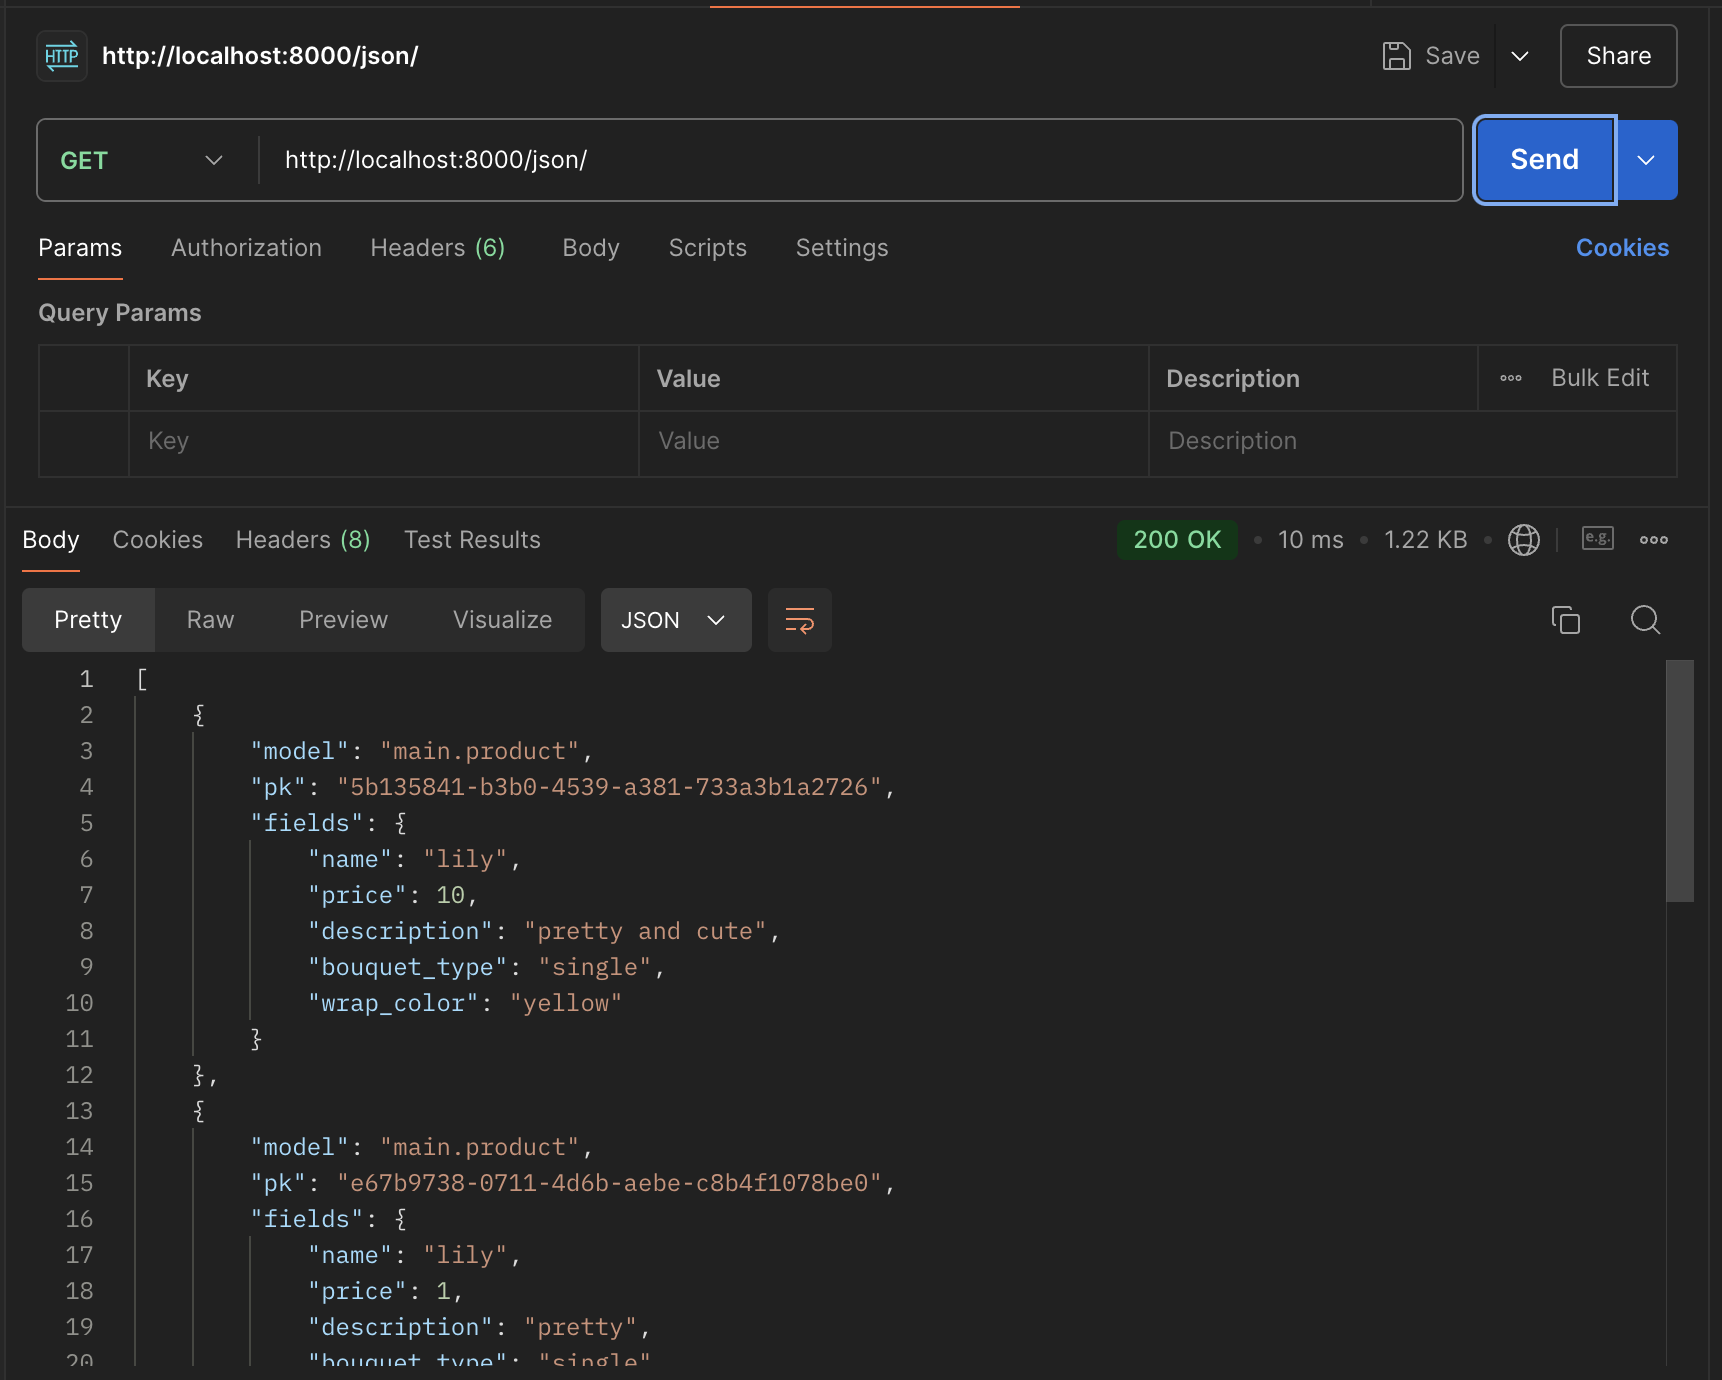 HTTP http://localhost:8000/json/ Save Share
GET http://localhost:8000/json/ Send
Params Authorization Headers (6) Body Scripts Settings Cookies
Query Params
Key Value Description Bulk Edit
Key Value Description
Body Cookies Headers (8) Test Results 200 OK 10 ms 1.22 KB e.g.
Pretty Raw Preview Visualize JSON
1 [
2 {
3 "model": "main.product",
4 "pk": "5b135841-b3b0-4539-a381-733a3b1a2726",
5 "fields": {
6 "name": "lily",
7 "price": 10,
8 "description": "pretty and cute",
9 "bouquet_type": "single",
10 "wrap_color": "yellow"
11 }
12 },
13 {
14 "model": "main.product",
15 "pk": "e67b9738-0711-4d6b-aebe-c8b4f1078be0",
16 "fields": {
17 "name": "lily",
18 "price": 1,
19 "description": "pretty",
20 "bouquet_type": "single"